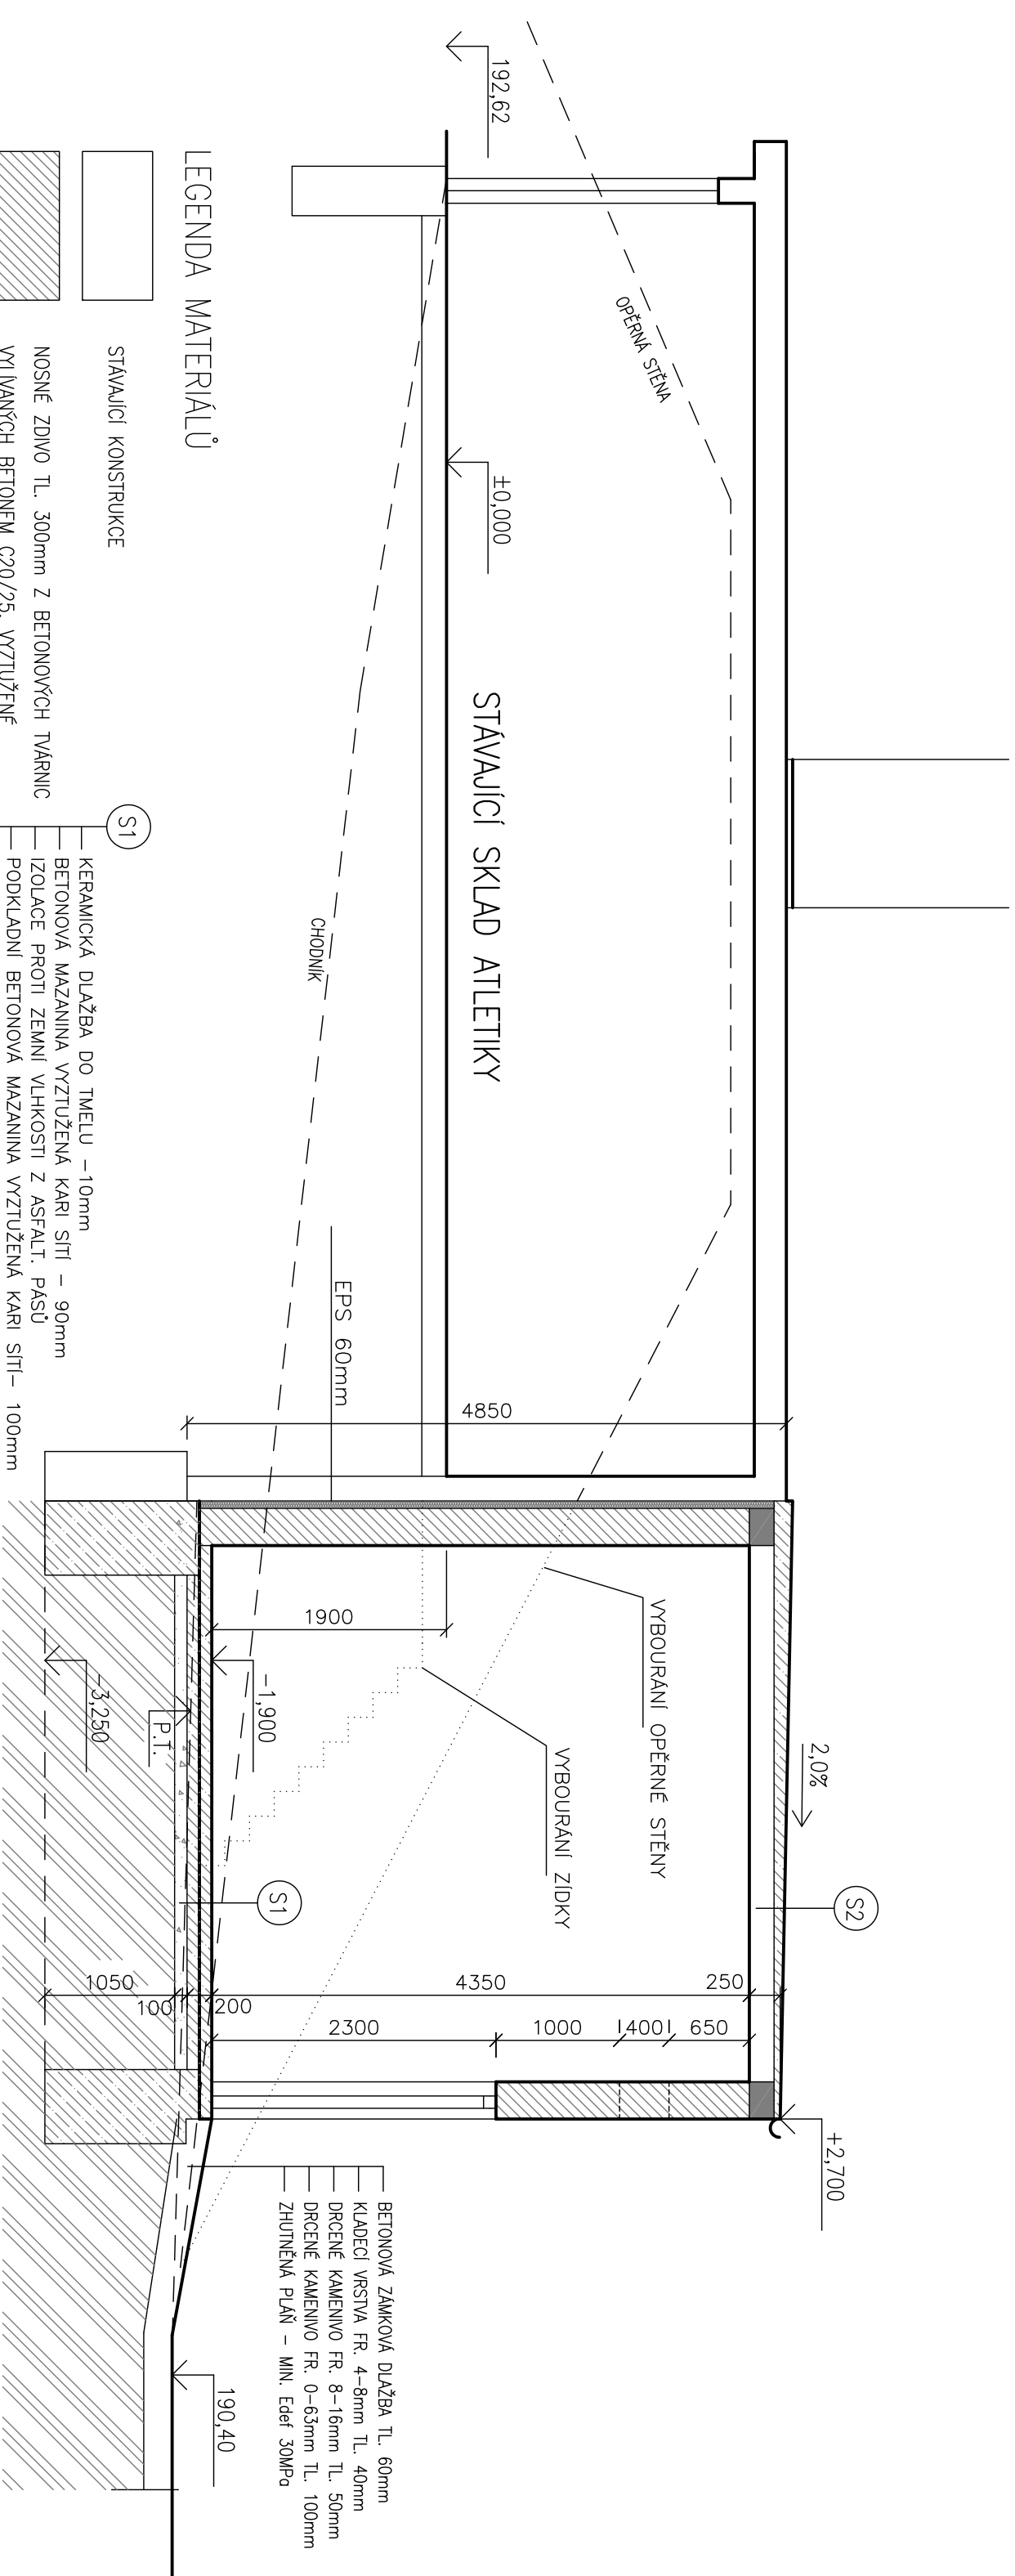 2,0%
S2
+2,700
192,62
OPĚRNÁ STĚNA
±0,000
STÁVAJÍCÍ SKLAD ATLETIKY
4850
VYBOURÁNÍ OPĚRNÉ STĚNY
VYBOURÁNÍ ZÍDKY
250
4350
650
400
1000
2300
1900
EPS 60mm
CHODNÍK
-1,900
S1
200
100
1050
P.T.
-3,250
BETONOVÁ ZÁMKOVÁ DLAŽBA TL. 60mm
KLADECÍ VRSTVA FR. 4-8mm TL. 40mm
DRCENÉ KAMENIVO FR. 8-16mm TL. 50mm
DRCENÉ KAMENIVO FR. 0-63mm TL. 100mm
ZHUTNĚNÁ PLÁŇ - MIN. Edef 30MPa
190,40
LEGENDA MATERIÁLŮ
STÁVAJÍCÍ KONSTRUKCE
NOSNÉ ZDIVO TL. 300mm Z BETONOVÝCH TVÁRNIC
VYLÍVANÝCH BETONEM C20/25, VYZTUŽENÉ
S1
KERAMICKÁ DLAŽBA DO TMELU -10mm
BETONOVÁ MAZANINA VYZTUŽENÁ KARI SÍTÍ - 90mm
IZOLACE PROTI ZEMNÍ VLHKOSTI Z ASFALT. PÁSŮ
PODKLADNÍ BETONOVÁ MAZANINA VYZTUŽENÁ KARI SÍTÍ- 100mm